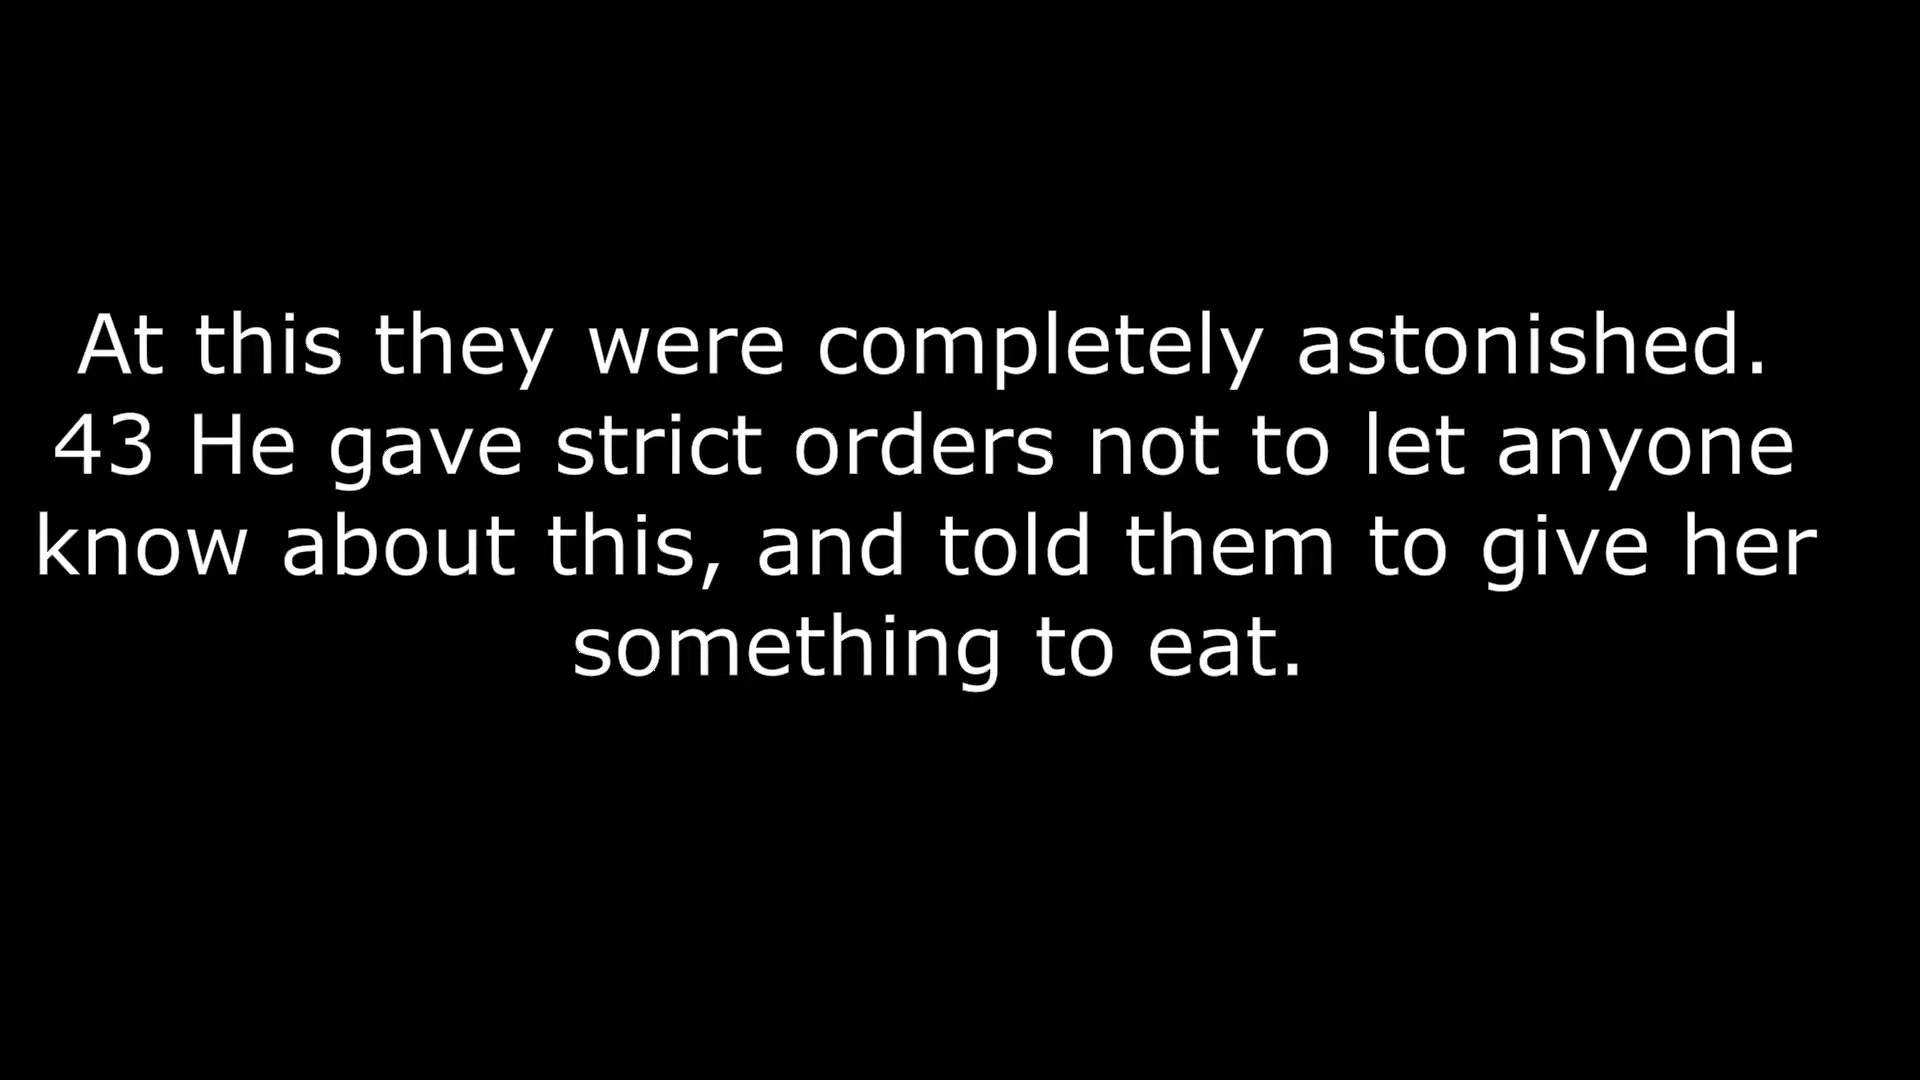 At this they were completely astonished.
43 He gave strict orders not to let anyone
know about this, and told them to give her
something to eat.